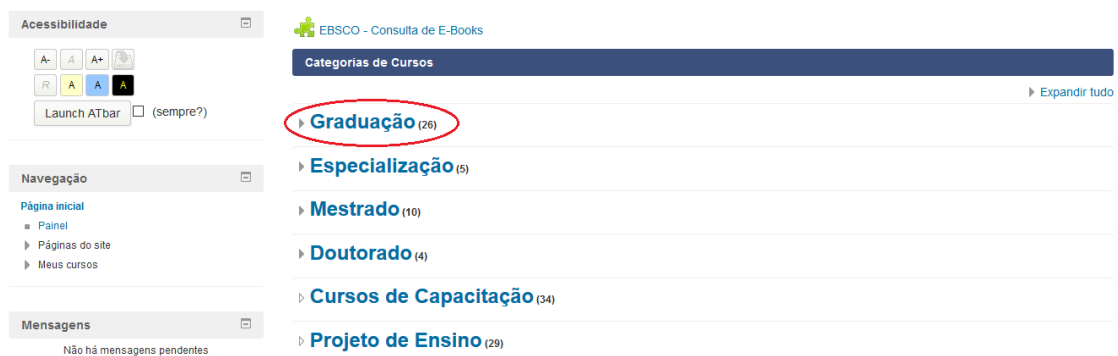 Acessibilidade
A- A A+
R A A A
Launch ATbar (sempre?)
Navegação
Página inicial
Painel
Páginas do site
Meus cursos
Mensagens
Não há mensagens pendentes
EBSCO - Consulta de E-Books
Categorias de Cursos
Expandir tudo
Graduação (26)
Especialização (5)
Mestrado (10)
Doutorado (4)
Cursos de Capacitação (34)
Projeto de Ensino (29)